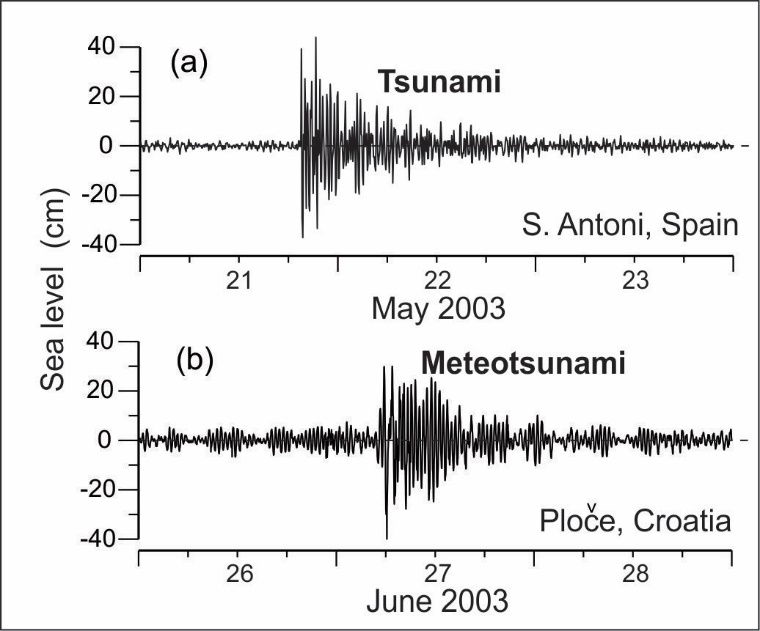 Sea level (cm)
(a)
Tsunami
40
20
0
-20
-40
S. Antoni, Spain
21 22 23
May 2003
(b)
Meteotsunami
40
20
0
-20
-40
Ploče, Croatia
26 27 28
June 2003